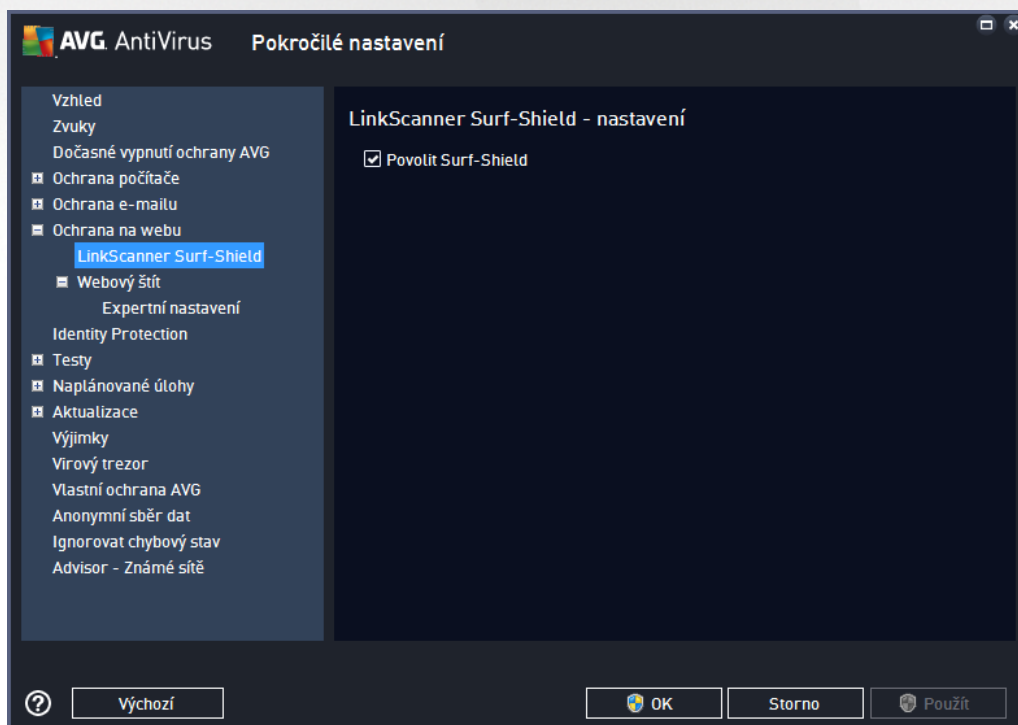 AVG. AntiVirus Pokročilé nastavení
Vzhled
Zvuky
Dočasné vypnutí ochrany AVG
Ochrana počítače
Ochrana e-mailu
Ochrana na webu
LinkScanner Surf-Shield
Webový štít
Expertní nastavení
Identity Protection
Testy
Naplánované úlohy
Aktualizace
Výjimky
Virový trezor
Vlastní ochrana AVG
Anonymní sběr dat
Ignorovat chybový stav
Advisor - Známé sítě
LinkScanner Surf-Shield - nastavení
Povolit Surf-Shield
? Výchozí OK Storno Použít